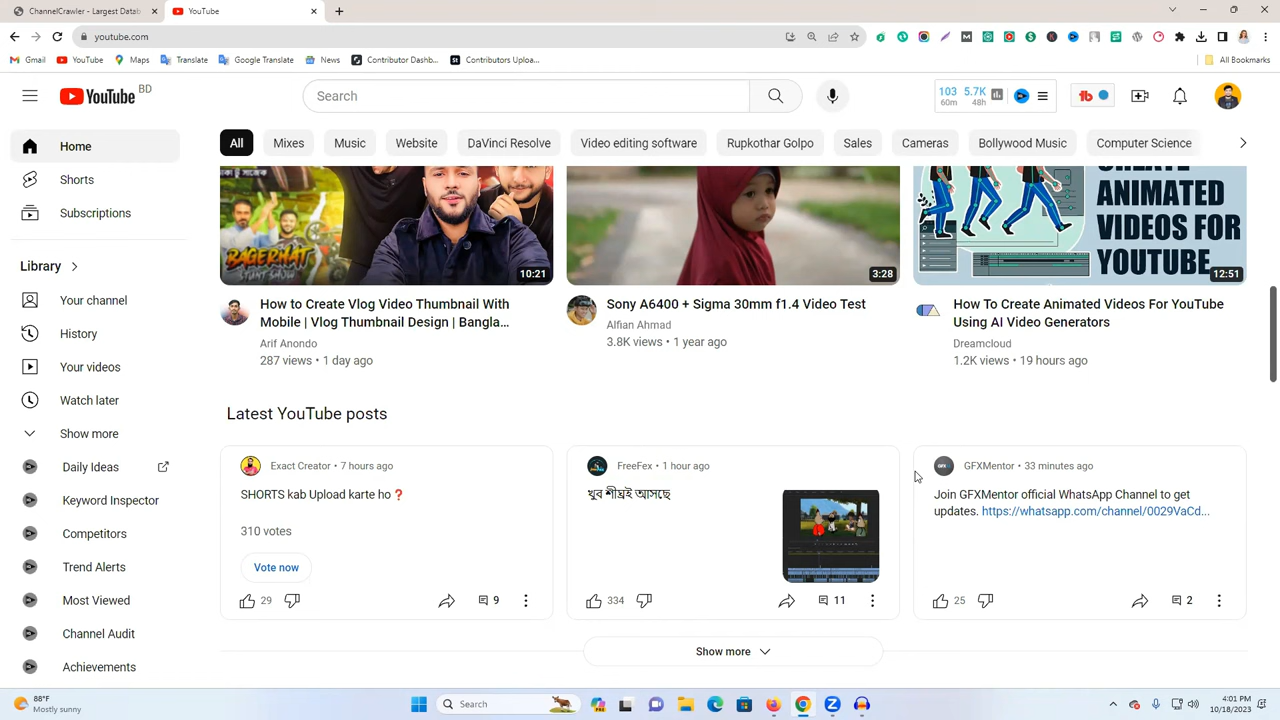 ChannelCrawler - Largest Datab
YouTube
youtube.com
Gmail YouTube Maps Translate Google Translate News Contributor Dashb... Contributors Uploa... All Bookmarks
YouTube BD
Search
103 5.7K
60m 48h
Home
Shorts
Subscriptions
Library
Your channel
History
Your videos
Watch later
Show more
Daily Ideas
Keyword Inspector
Competitors
Trend Alerts
Most Viewed
Channel Audit
Achievements
All Mixes Music Website DaVinci Resolve Video editing software Rupkothar Golpo Sales Cameras Bollywood Music Computer Science
BAGERHAT
10:21
How to Create Vlog Video Thumbnail With
Mobile | Vlog Thumbnail Design | Bangla...
Arif Anondo
287 views • 1 day ago
3:28
Sony A6400 + Sigma 30mm f1.4 Video Test
Alfian Ahmad
3.8K views • 1 year ago
ANIMATED
VIDEOS FOR
YOUTUBE
12:51
How To Create Animated Videos For YouTube
Using AI Video Generators
Dreamcloud
1.2K views • 19 hours ago
Latest YouTube posts
Exact Creator • 7 hours ago
SHORTS kab Upload karte ho❓
310 votes
Vote now
29 9
FreeFex • 1 hour ago
খুব শীঘ্রই আসছে
334 11
GFXMentor • 33 minutes ago
Join GFXMentor official WhatsApp Channel to get
updates. https://whatsapp.com/channel/0029VaCd...
25 2
Show more
88°F
Mostly sunny
Search
4:01 PM
10/18/2023